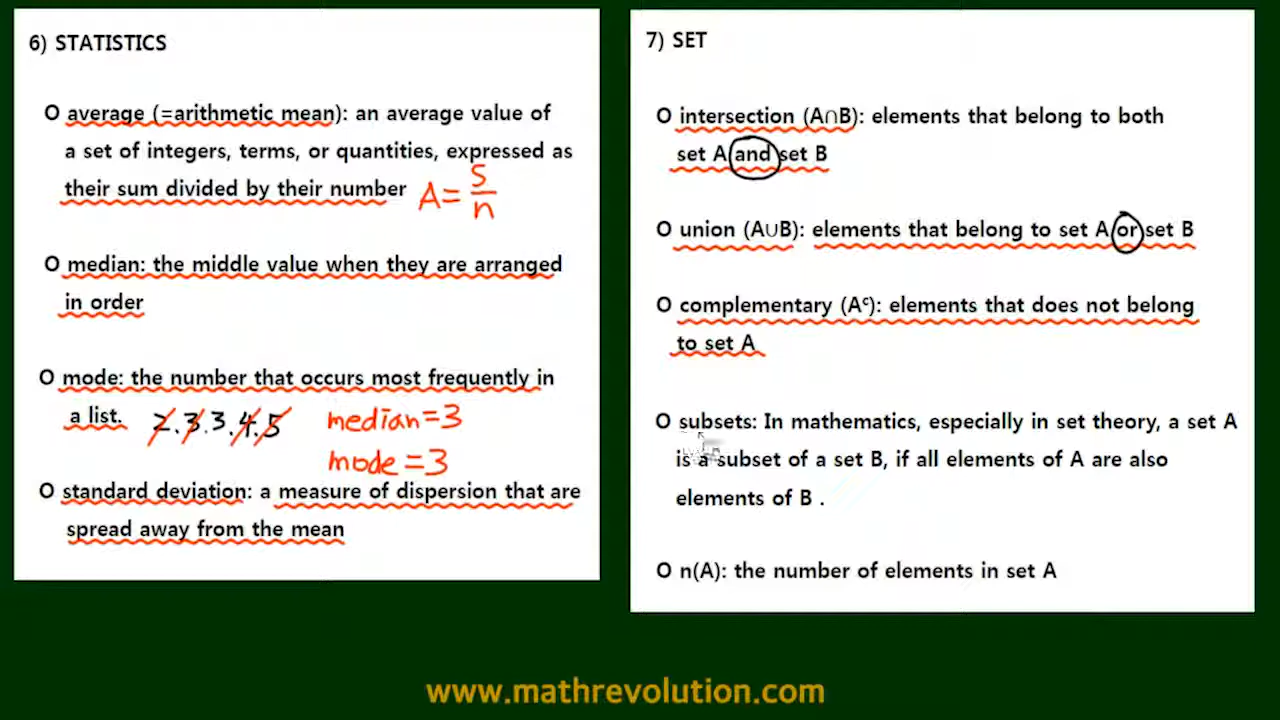 6) STATISTICS
O average (=arithmetic mean): an average value of
a set of integers, terms, or quantities, expressed as
their sum divided by their number A = S/n
O median: the middle value when they are arranged
in order
O mode: the number that occurs most frequently in
a list. 2.3.3.4.5 median=3
mode=3
O standard deviation: a measure of dispersion that are
spread away from the mean
7) SET
O intersection (A∩B): elements that belong to both
set A and set B
O union (A∪B): elements that belong to set A or set B
O complementary (Aᶜ): elements that does not belong
to set A
O subsets: In mathematics, especially in set theory, a set A
is a subset of a set B, if all elements of A are also
elements of B .
O n(A): the number of elements in set A
www.mathrevolution.com